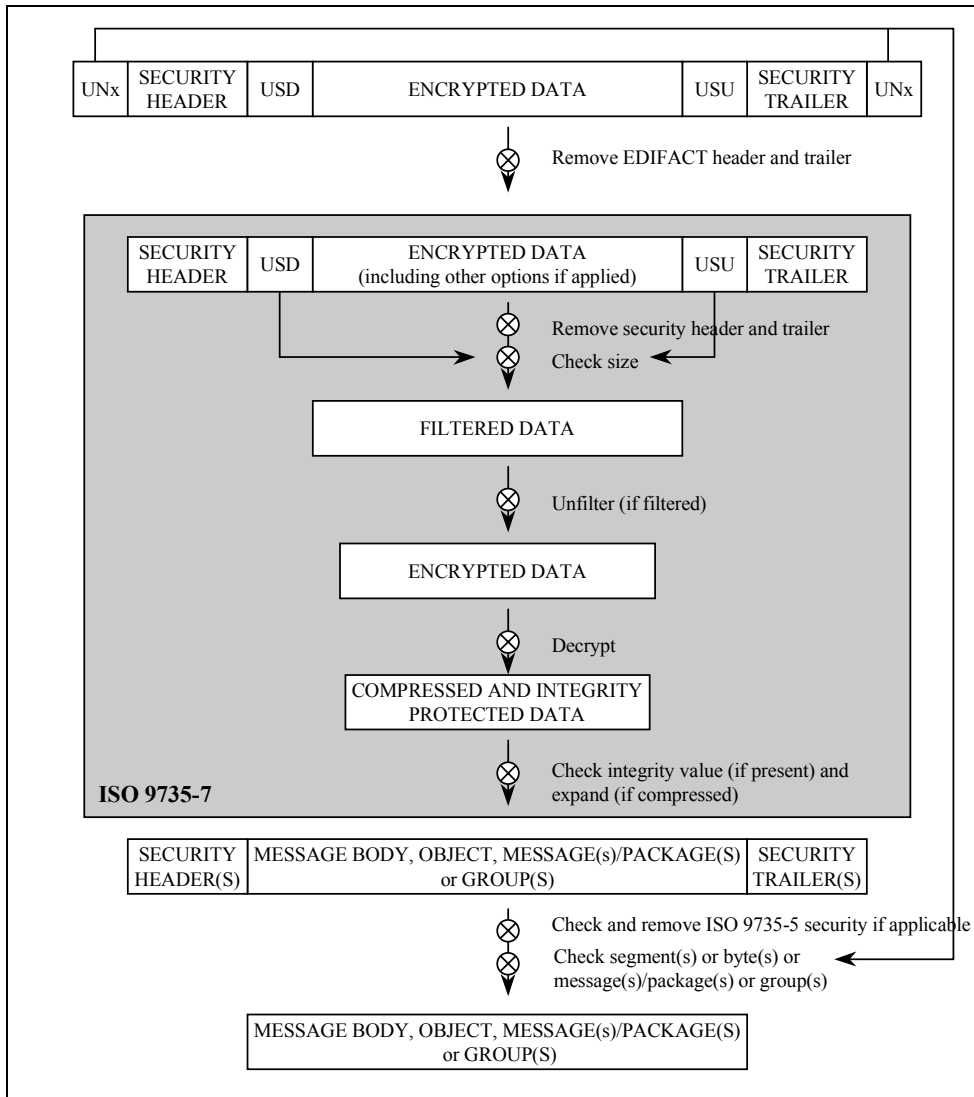 UNx
SECURITY
HEADER
USD
ENCRYPTED DATA
USU
SECURITY
TRAILER
UNx
Remove EDIFACT header and trailer
SECURITY
HEADER
USD
ENCRYPTED DATA
(including other options if applied)
USU
SECURITY
TRAILER
Remove security header and trailer
Check size
FILTERED DATA
Unfilter (if filtered)
ENCRYPTED DATA
Decrypt
COMPRESSED AND INTEGRITY
PROTECTED DATA
Check integrity value (if present) and
expand (if compressed)
ISO 9735-7
SECURITY
HEADER(S)
MESSAGE BODY, OBJECT, MESSAGE(s)/PACKAGE(S)
or GROUP(S)
SECURITY
TRAILER(S)
Check and remove ISO 9735-5 security if applicable
Check segment(s) or byte(s) or
message(s)/package(s) or group(s)
MESSAGE BODY, OBJECT, MESSAGE(s)/PACKAGE(S)
or GROUP(S)